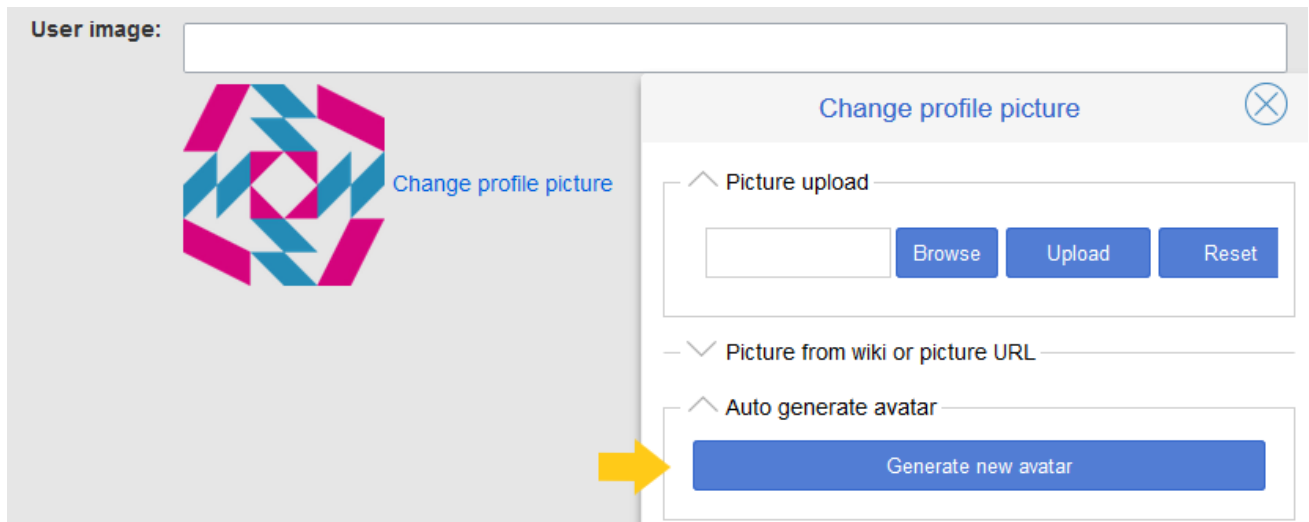 User image:
Change profile picture
Change profile picture
Picture upload
Browse
Upload
Reset
Picture from wiki or picture URL
Auto generate avatar
Generate new avatar